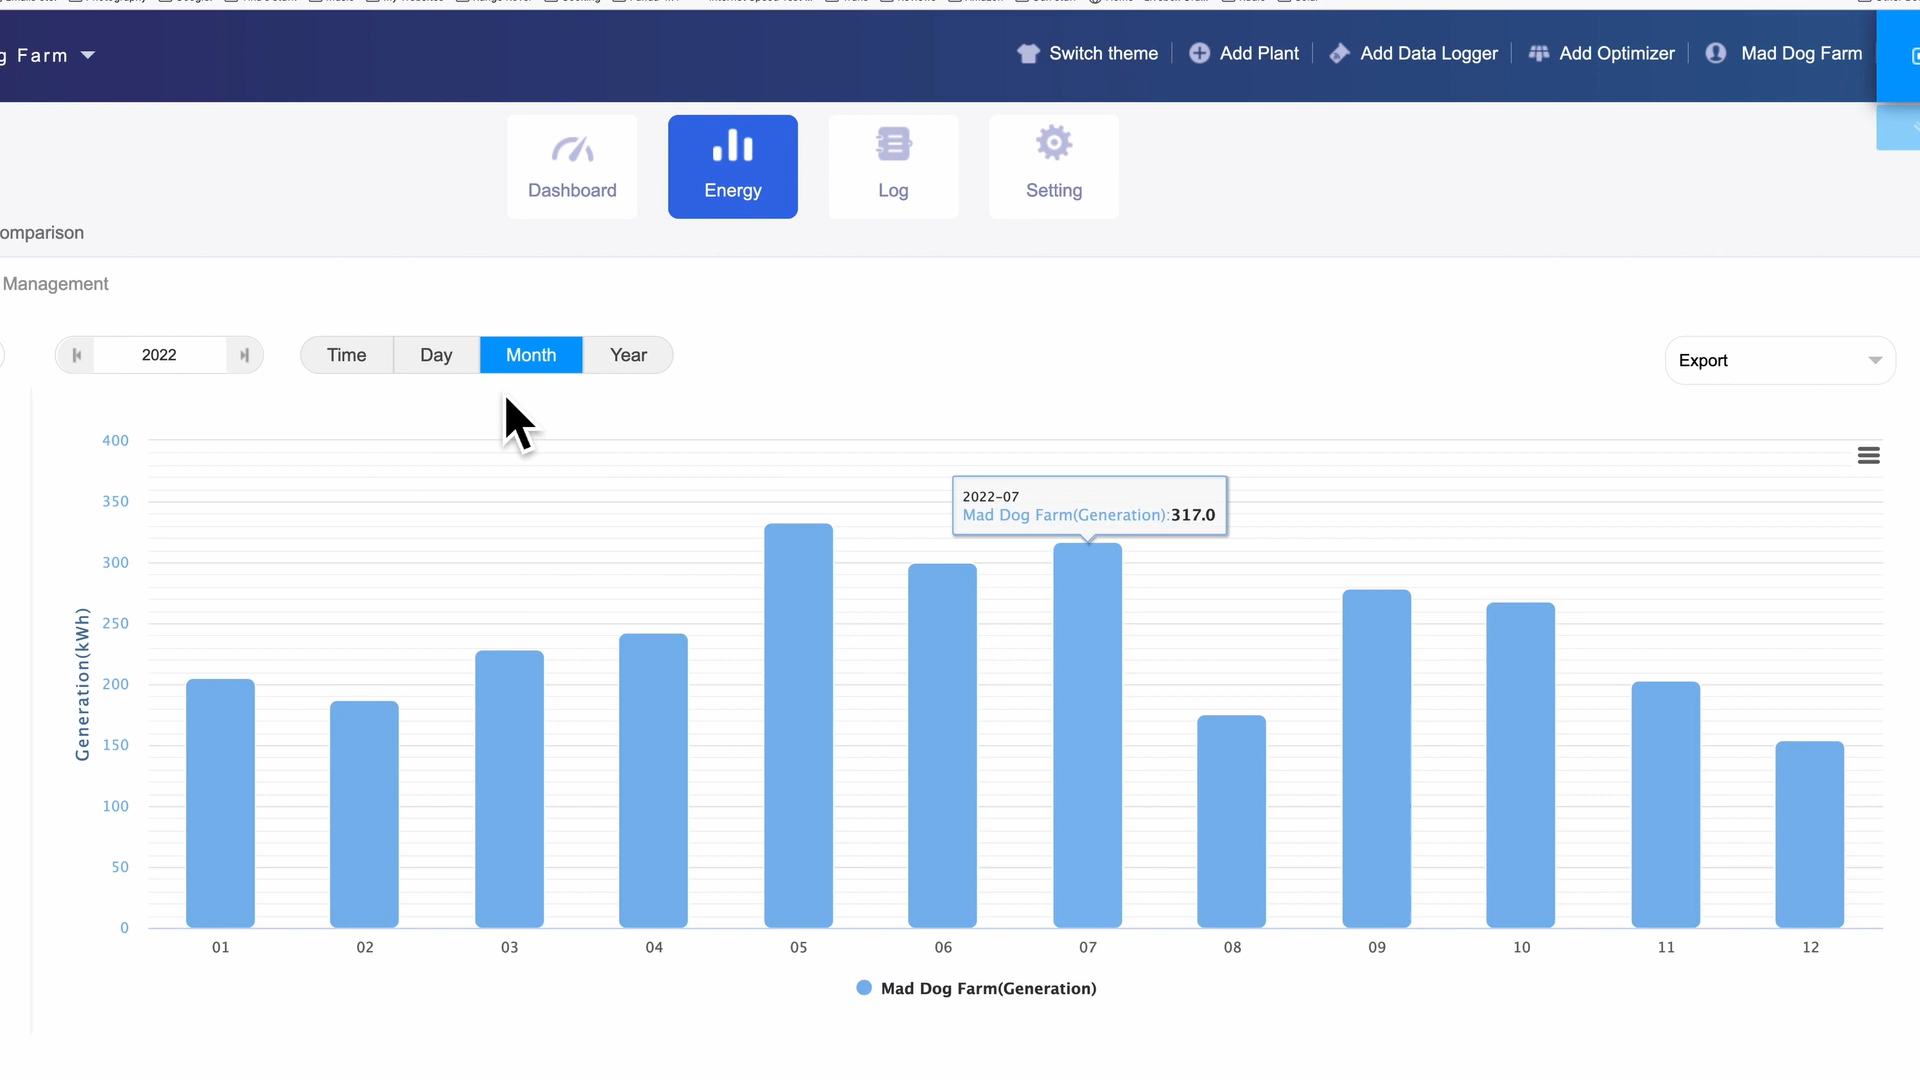 g Farm
Switch theme
Add Plant
Add Data Logger
Add Optimizer
Mad Dog Farm
Dashboard
Energy
Log
Setting
omparison
Management
2022
Time
Day
Month
Year
Export
400
350
300
250
200
150
100
50
0
Generation(kWh)
2022-07
Mad Dog Farm(Generation):317.0
01
02
03
04
05
06
07
08
09
10
11
12
Mad Dog Farm(Generation)